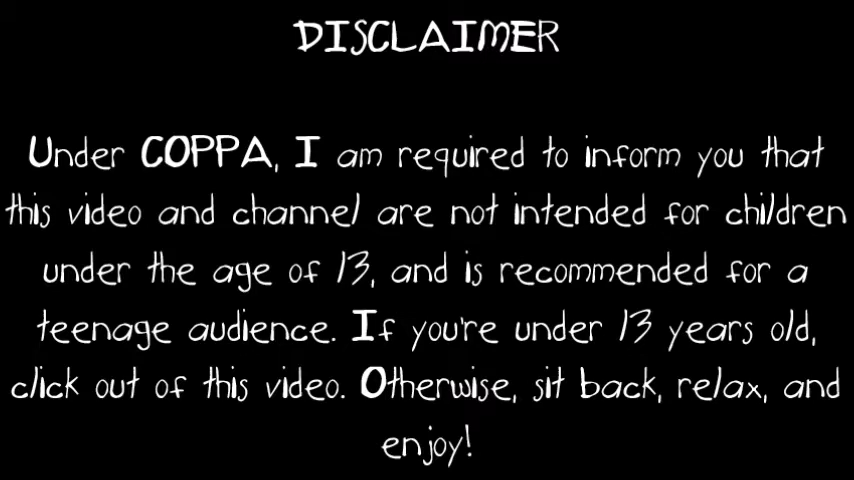 DISCLAIMER
Under COPPA, I am required to inform you that
this video and channel are not intended for children
under the age of 13, and is recommended for a
teenage audience. If you're under 13 years old,
click out of this video. Otherwise, sit back, relax, and
enjoy!